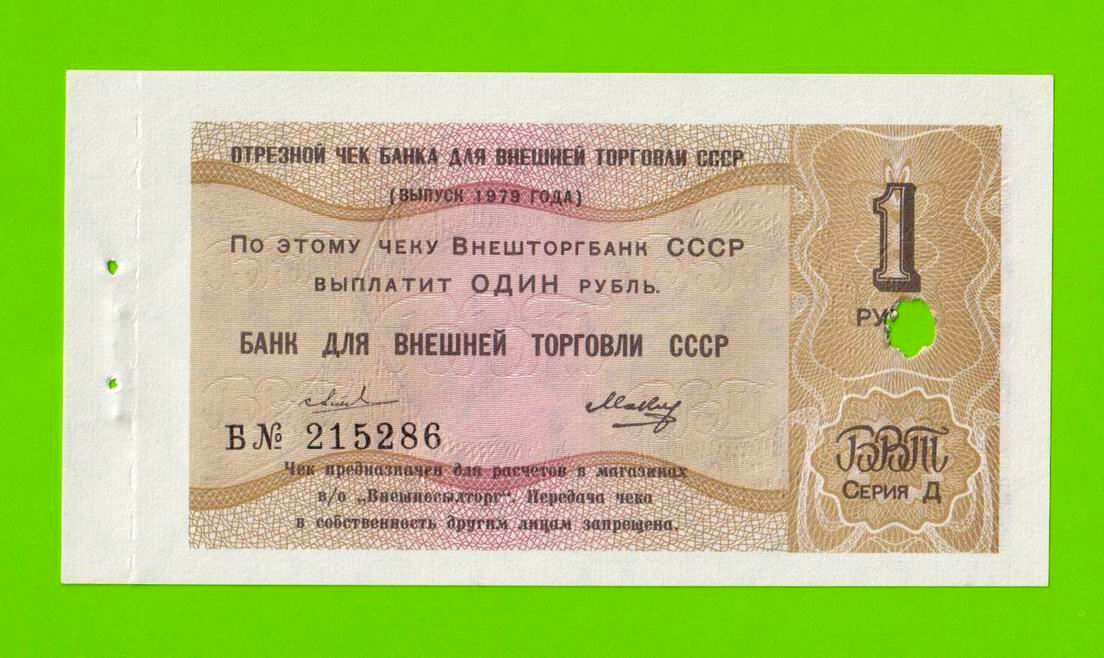 ОТРЕЗНОЙ ЧЕК БАНКА ДЛЯ ВНЕШНЕЙ ТОРГОВЛИ СССР
(ВЫПУСК 1979 ГОДА)
ПО ЭТОМУ ЧЕКУ ВНЕШТОРГБАНК СССР
ВЫПЛАТИТ ОДИН РУБЛЬ.
БАНК ДЛЯ ВНЕШНЕЙ ТОРГОВЛИ СССР
Б № 215286
Чек предназначен для расчетов в магазинах
в/о „Внешпосылторг“. Передача чека
в собственность другим лицам запрещена.
1
БВТ
СЕРИЯ Д